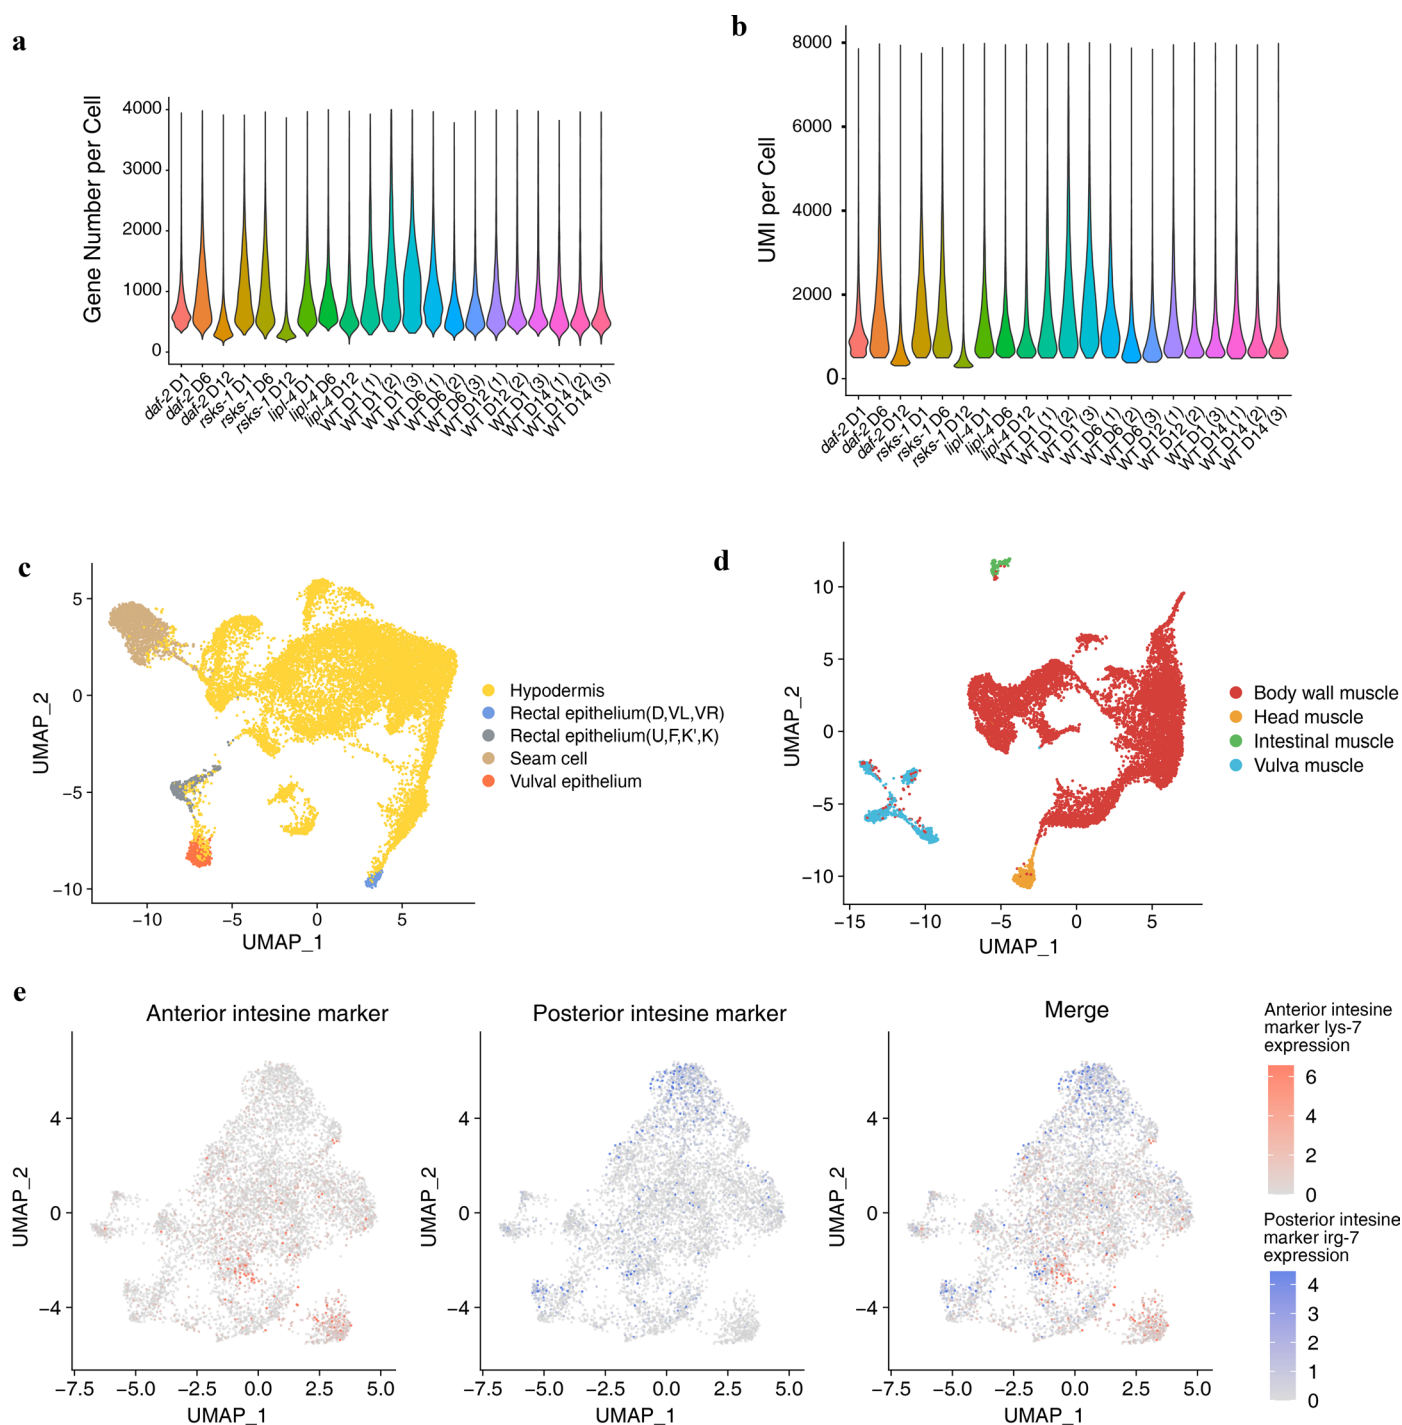 a
Gene Number per Cell
4000
3000
2000
1000
0
daf-2 D1
daf-2 D6
daf-2 D12
rsks-1 D1
rsks-1 D6
rsks-1 D12
lipl-4 D1
lipl-4 D6
lipl-4 D12
WT D1 (1)
WT D1 (2)
WT D1 (3)
WT D6 (1)
WT D6 (2)
WT D6 (3)
WT D12 (1)
WT D12 (2)
WT D1 (3)
WT D14 (1)
WT D14 (2)
WT D14 (3)
b
UMI per Cell
8000
6000
4000
2000
0
daf-2 D1
daf-2 D6
daf-2 D12
rsks-1 D1
rsks-1 D6
rsks-1 D12
lipl-4 D1
lipl-4 D6
lipl-4 D12
WT D1 (1)
WT D1 (2)
WT D1 (3)
WT D6 (1)
WT D6 (2)
WT D6 (3)
WT D12 (1)
WT D12 (2)
WT D1 (3)
WT D14 (1)
WT D14 (2)
WT D14 (3)
c
UMAP_2
5
0
−5
−10
−10 −5 0 5
UMAP_1
Hypodermis
Rectal epithelium(D,VL,VR)
Rectal epithelium(U,F,K',K)
Seam cell
Vulval epithelium
d
UMAP_2
10
5
0
−5
−10
−15 −10 −5 0 5
UMAP_1
Body wall muscle
Head muscle
Intestinal muscle
Vulva muscle
e
Anterior intesine marker
UMAP_2
4
0
−4
−7.5 −5.0 −2.5 0.0 2.5 5.0
UMAP_1
Posterior intesine marker
UMAP_2
4
0
−4
−7.5 −5.0 −2.5 0.0 2.5 5.0
UMAP_1
Merge
UMAP_2
4
0
−4
−7.5 −5.0 −2.5 0.0 2.5 5.0
UMAP_1
Anterior intesine
marker lys-7
expression
6
4
2
0
Posterior intesine
marker irg-7
expression
4
3
2
1
0